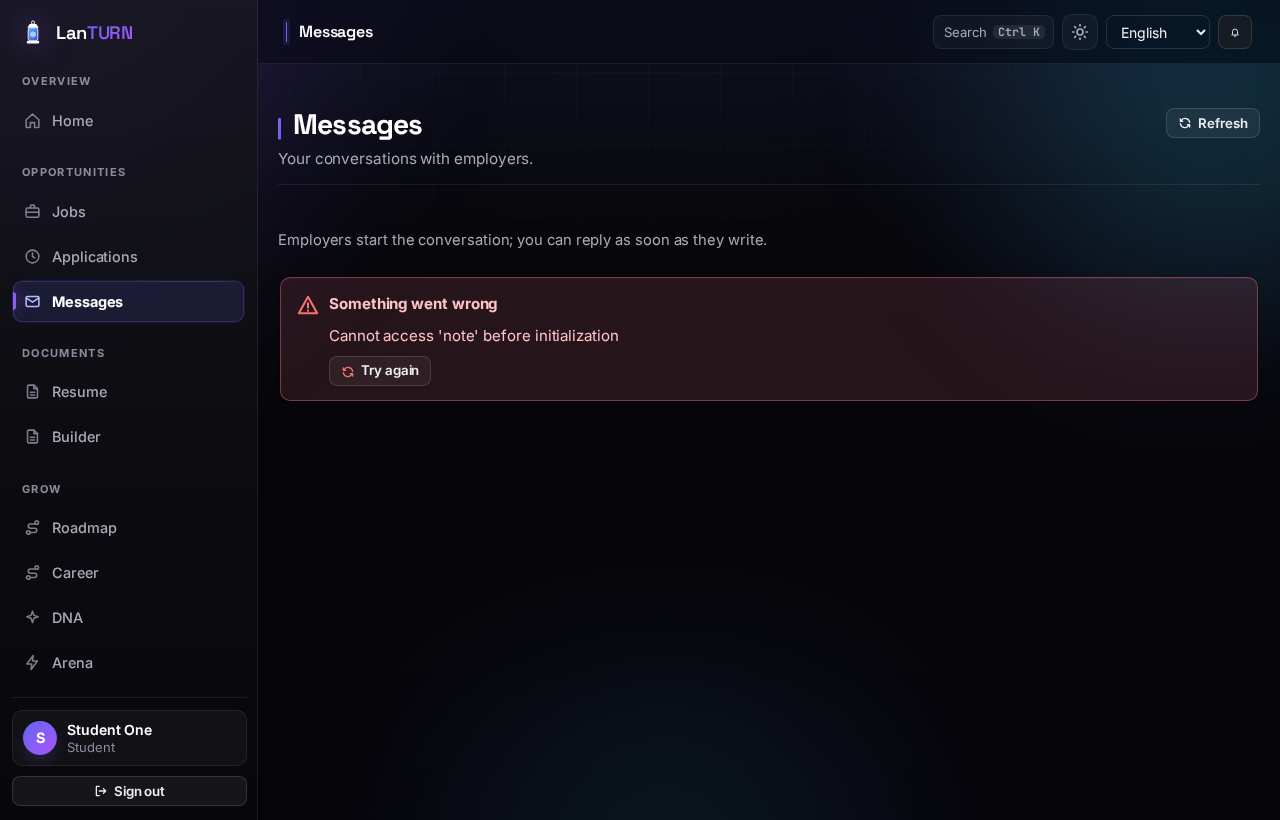 LanTURN
OVERVIEW
Home
OPPORTUNITIES
Jobs
Applications
Messages
DOCUMENTS
Resume
Builder
GROW
Roadmap
Career
DNA
Arena
S
Student One
Student
Sign out
Messages
Search Ctrl K
English
Messages
Refresh
Your conversations with employers.
Employers start the conversation; you can reply as soon as they write.
Something went wrong
Cannot access 'note' before initialization
Try again